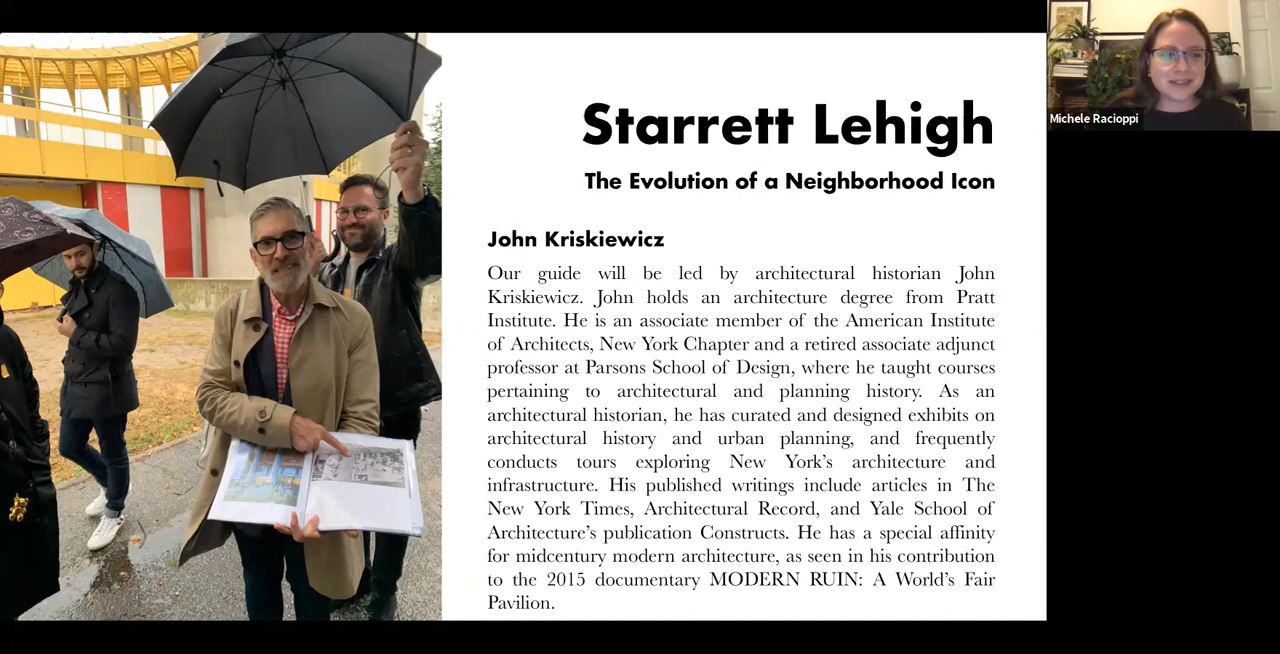 Starrett Lehigh
The Evolution of a Neighborhood Icon
John Kriskiewicz
Our guide will be led by architectural historian John
Kriskiewicz. John holds an architecture degree from Pratt
Institute. He is an associate member of the American Institute
of Architects, New York Chapter and a retired associate adjunct
professor at Parsons School of Design, where he taught courses
pertaining to architectural and planning history. As an
architectural historian, he has curated and designed exhibits on
architectural history and urban planning, and frequently
conducts tours exploring New York’s architecture and
infrastructure. His published writings include articles in The
New York Times, Architectural Record, and Yale School of
Architecture’s publication Constructs. He has a special affinity
for midcentury modern architecture, as seen in his contribution
to the 2015 documentary MODERN RUIN: A World’s Fair
Pavilion.
Michele Racioppi